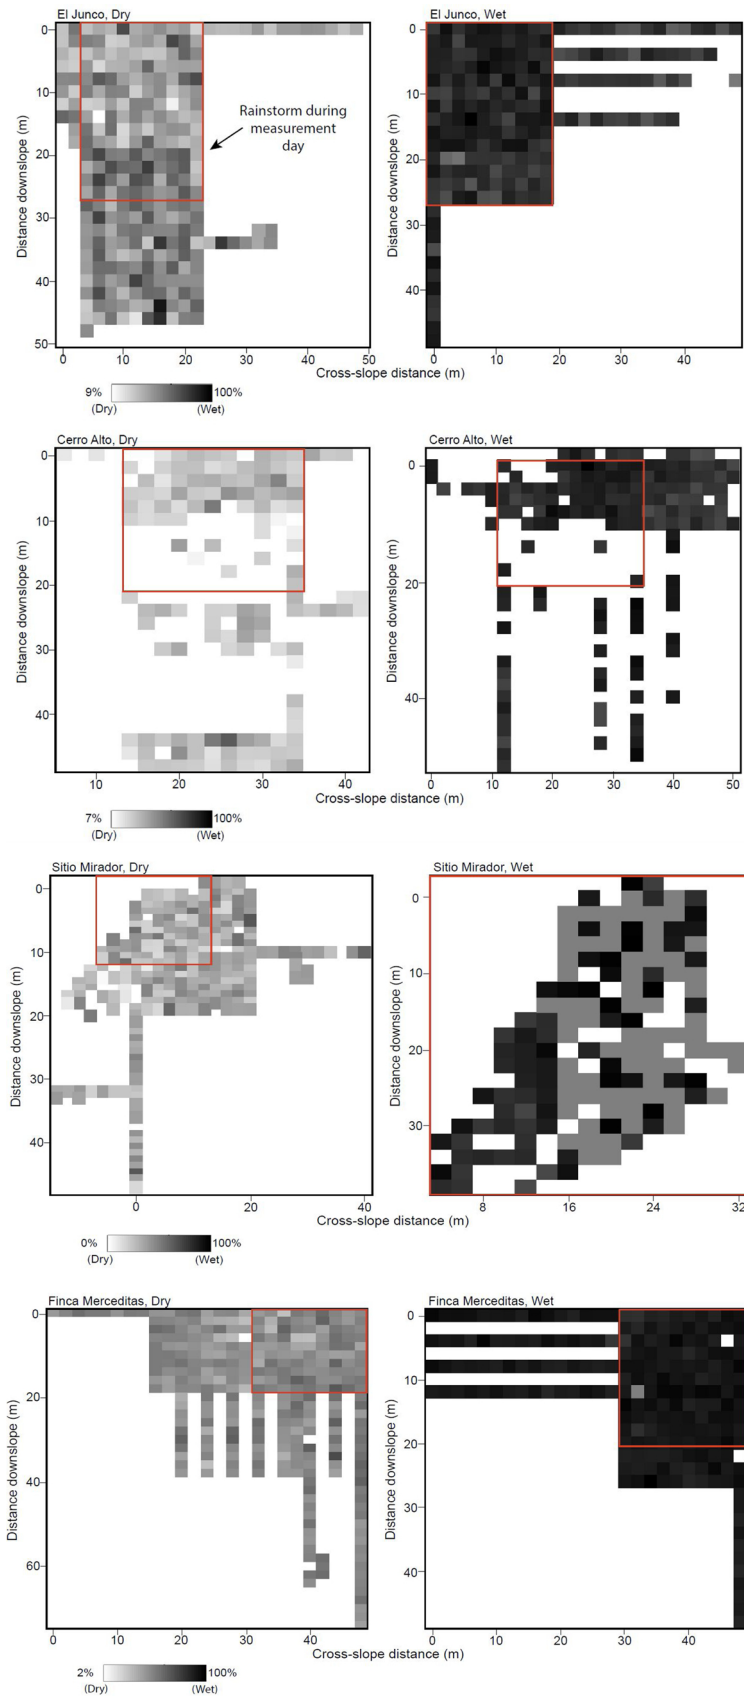 El Junco, Dry
El Junco, Wet
0
10
20
30
40
50
Distance downslope (m)
Rainstorm during
measurement
day
0 10 20 30 40 50
0
10
20
30
40
Distance downslope (m)
0 20 40
Cross-slope distance (m)
9% 100%
(Dry) (Wet)
Cerro Alto, Dry
Cerro Alto, Wet
0
10
20
30
40
Distance downslope (m)
10 20 30 40
0
20
40
Distance downslope (m)
0 10 20 30 40 50
Cross-slope distance (m)
7% 100%
(Dry) (Wet)
Sitio Mirador, Dry
Sitio Mirador, Wet
0
10
20
30
40
Distance downslope (m)
0 20 40
0
10
20
30
Distance downslope (m)
8 16 24 32
Cross-slope distance (m)
0% 100%
(Dry) (Wet)
Finca Merceditas, Dry
Finca Merceditas, Wet
0
20
40
60
Distance downslope (m)
0 10 20 30 40
0
10
20
30
40
Distance downslope (m)
0 10 20 30 40
Cross-slope distance (m)
2% 100%
(Dry) (Wet)